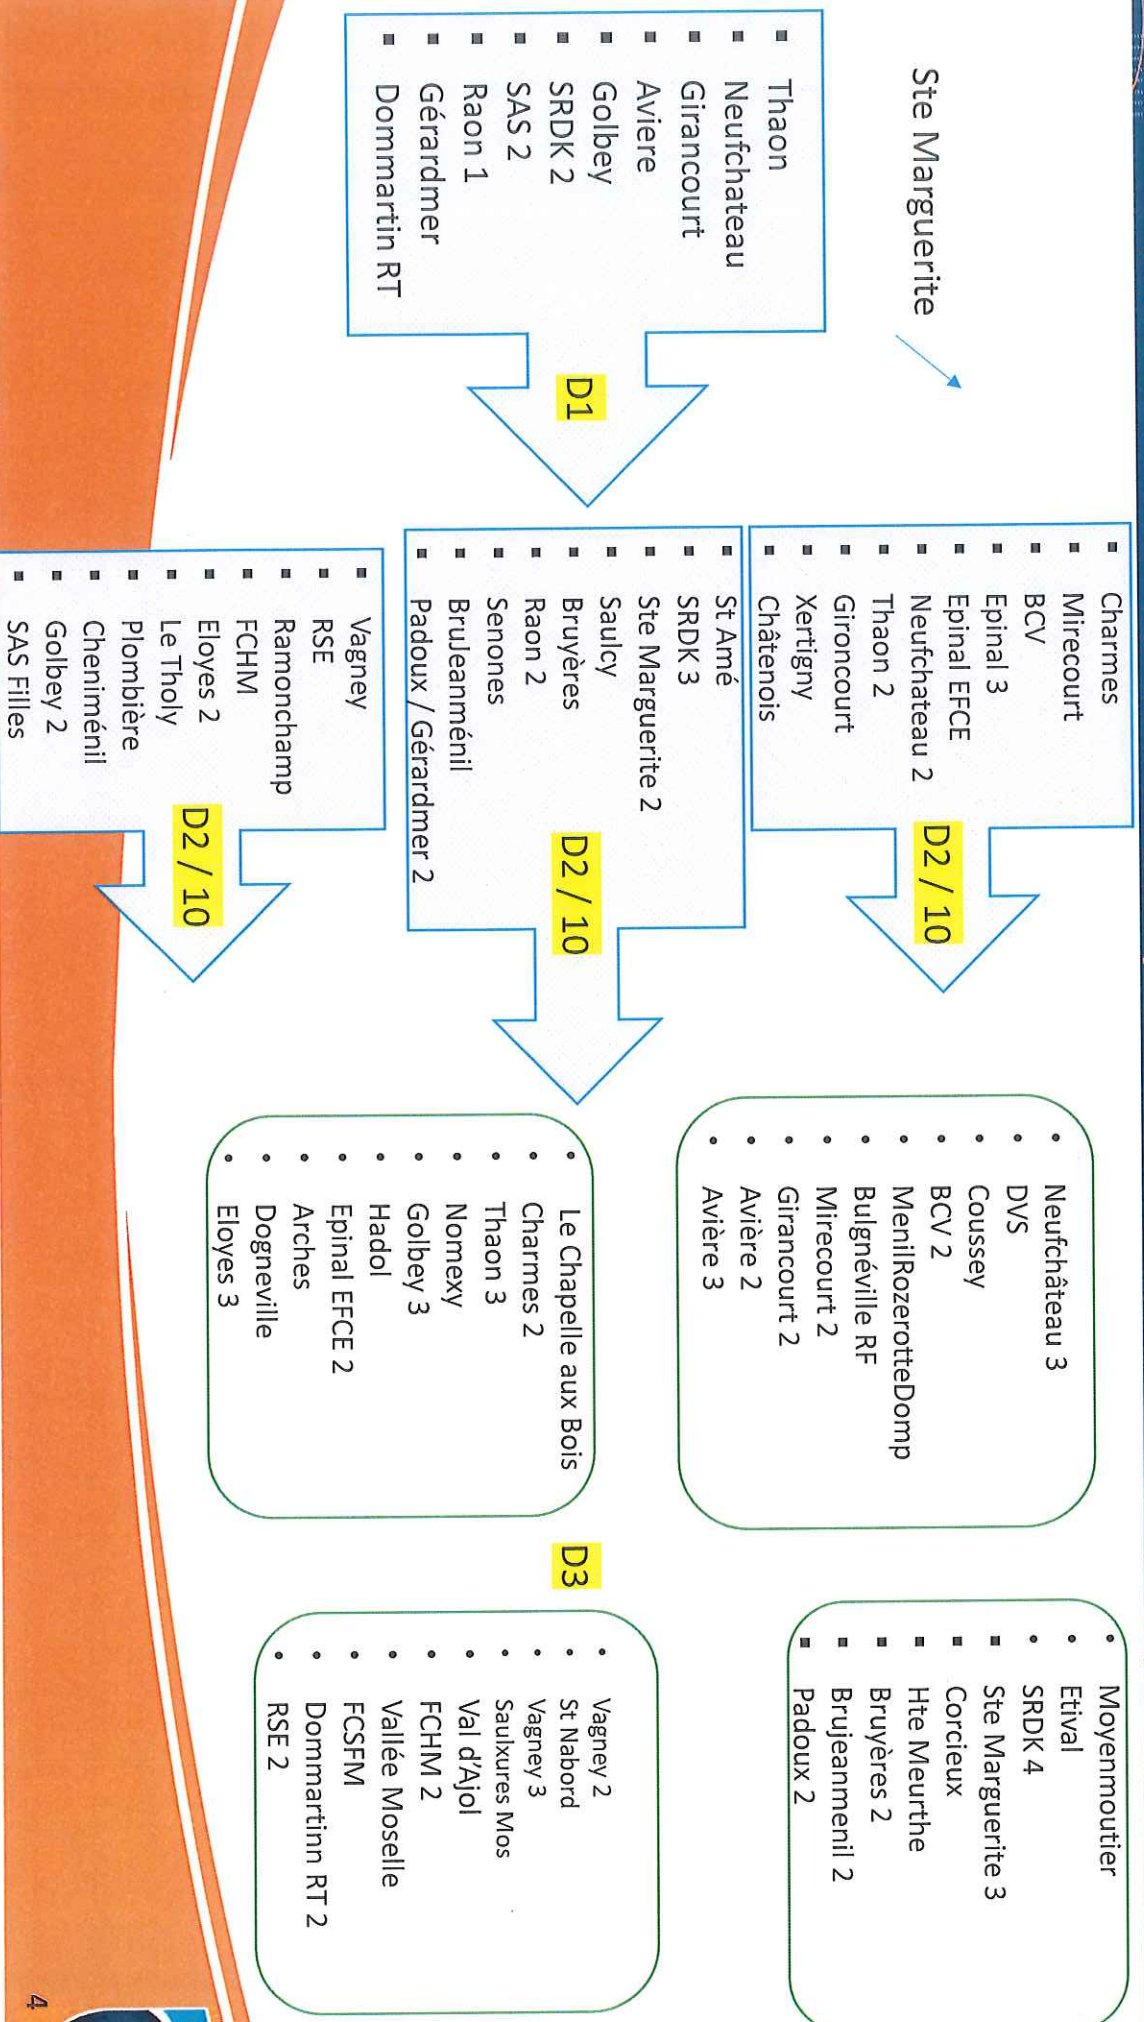 Ste Marguerite
Thaon
Neufchateau
Girancourt
Aviere
Golbey
SRDK 2
SAS 2
Raon 1
Gérardmer
Dommartin RT
D1
Charmes
Mirecourt
BCV
Epinal 3
Epinal EFCE
Neufchateau 2
Thaon 2
Gironcourt
Xertigny
Châtenois
D2 / 10
St Amé
SRDK 3
Ste Marguerite 2
Saulcy
Bruyères
Raon 2
Senones
BruJeanménil
Padoux / Gérardmer 2
D2 / 10
Vagney
RSE
Ramonchamp
FCHM
Eloyes 2
Le Tholy
Plombière
Cheniménil
Golbey 2
SAS Filles
D2 / 10
Neufchâteau 3
DVS
Coussey
BCV 2
MenilRozerotteDomp
Bulgnéville RF
Mirecourt 2
Girancourt 2
Avière 2
Avière 3
Le Chapelle aux Bois
Charmes 2
Thaon 3
Nomexy
Golbey 3
Hadol
Epinal EFCE 2
Arches
Dogneville
Eloyes 3
D3
Moyenmoutier
Etival
SRDK 4
Ste Marguerite 3
Corcieux
Hte Meurthe
Bruyères 2
Brujeanmenil 2
Padoux 2
Vagney 2
St Nabord
Vagney 3
Saulxures Mos
Val d'Ajol
FCHM 2
Vallée Moselle
FCSFM
Dommartinn RT 2
RSE 2
4